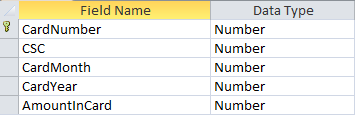 Field Name Data Type
CardNumber Number
CSC Number
CardMonth Number
CardYear Number
AmountInCard Number